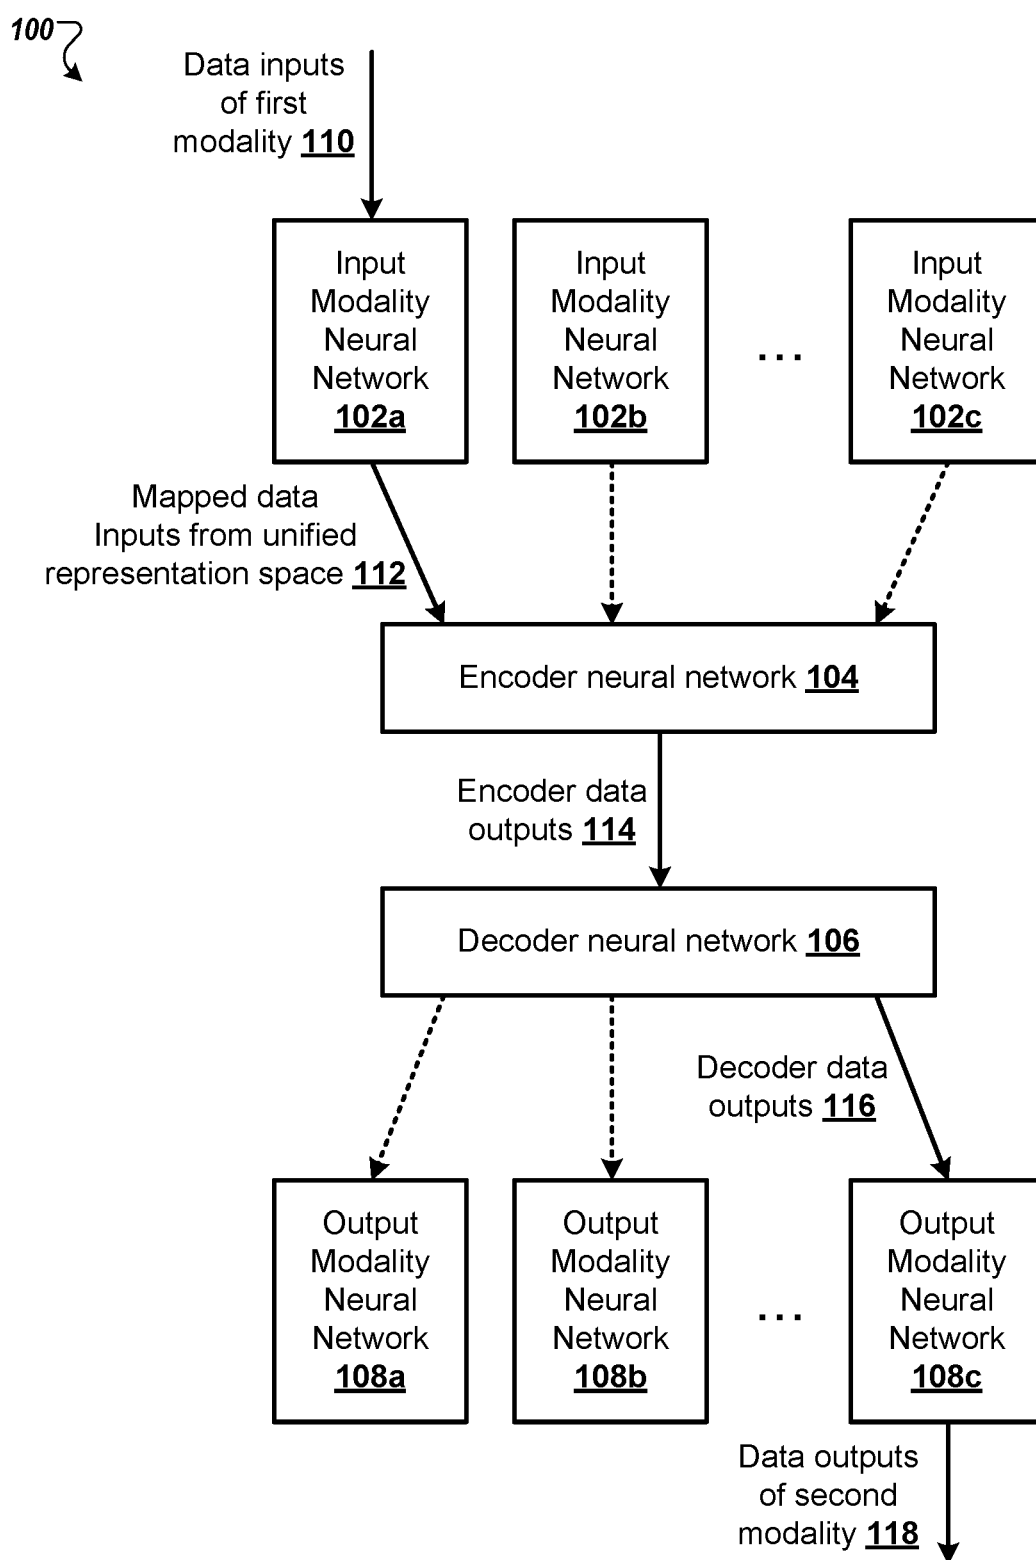 100
Data inputs
of first
modality 110
Input
Modality
Neural
Network
102a
Input
Modality
Neural
Network
102b
...
Input
Modality
Neural
Network
102c
Mapped data
Inputs from unified
representation space 112
Encoder neural network 104
Encoder data
outputs 114
Decoder neural network 106
Decoder data
outputs 116
Output
Modality
Neural
Network
108a
Output
Modality
Neural
Network
108b
...
Output
Modality
Neural
Network
108c
Data outputs
of second
modality 118